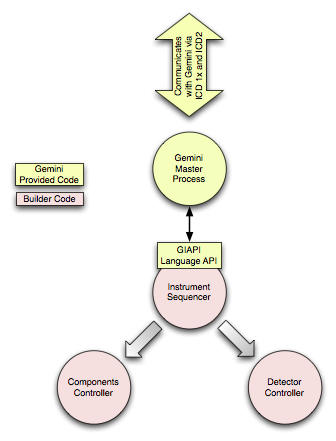 Communicates
with Gemini via
ICD 1x and ICD2
Gemini
Master
Process
Gemini
Provided Code
Builder Code
GIAPI
Language API
Instrument
Sequencer
Components
Controller
Detector
Controller